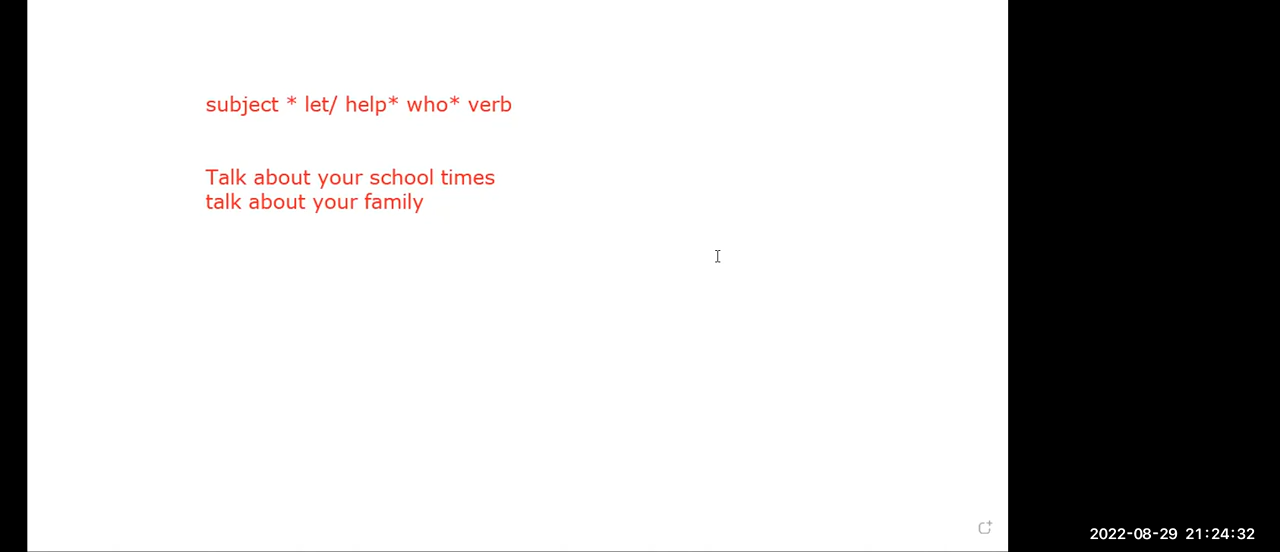 subject * let/ help* who* verb
Talk about your school times
talk about your family
2022-08-29 21:24:32